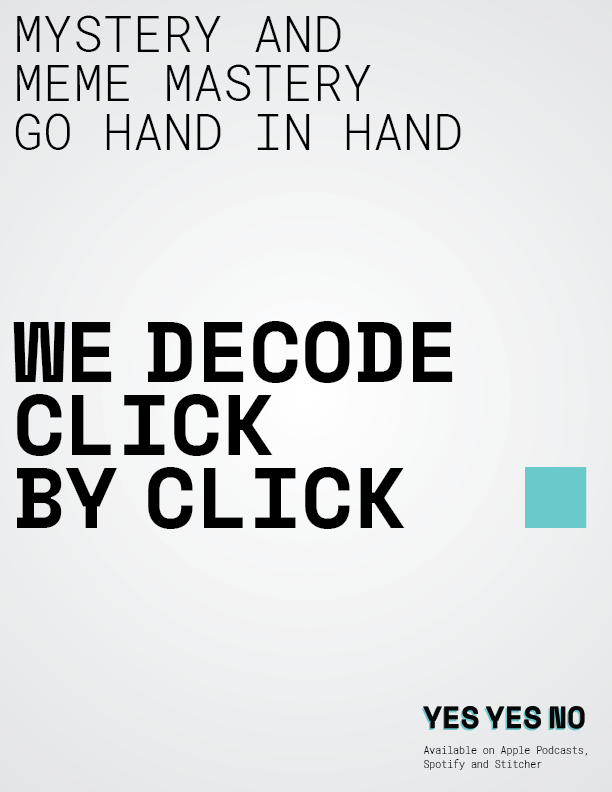 MYSTERY AND
MEME MASTERY
GO HAND IN HAND
WE DECODE
CLICK
BY CLICK
YES YES NO
Available on Apple Podcasts,
Spotify and Stitcher